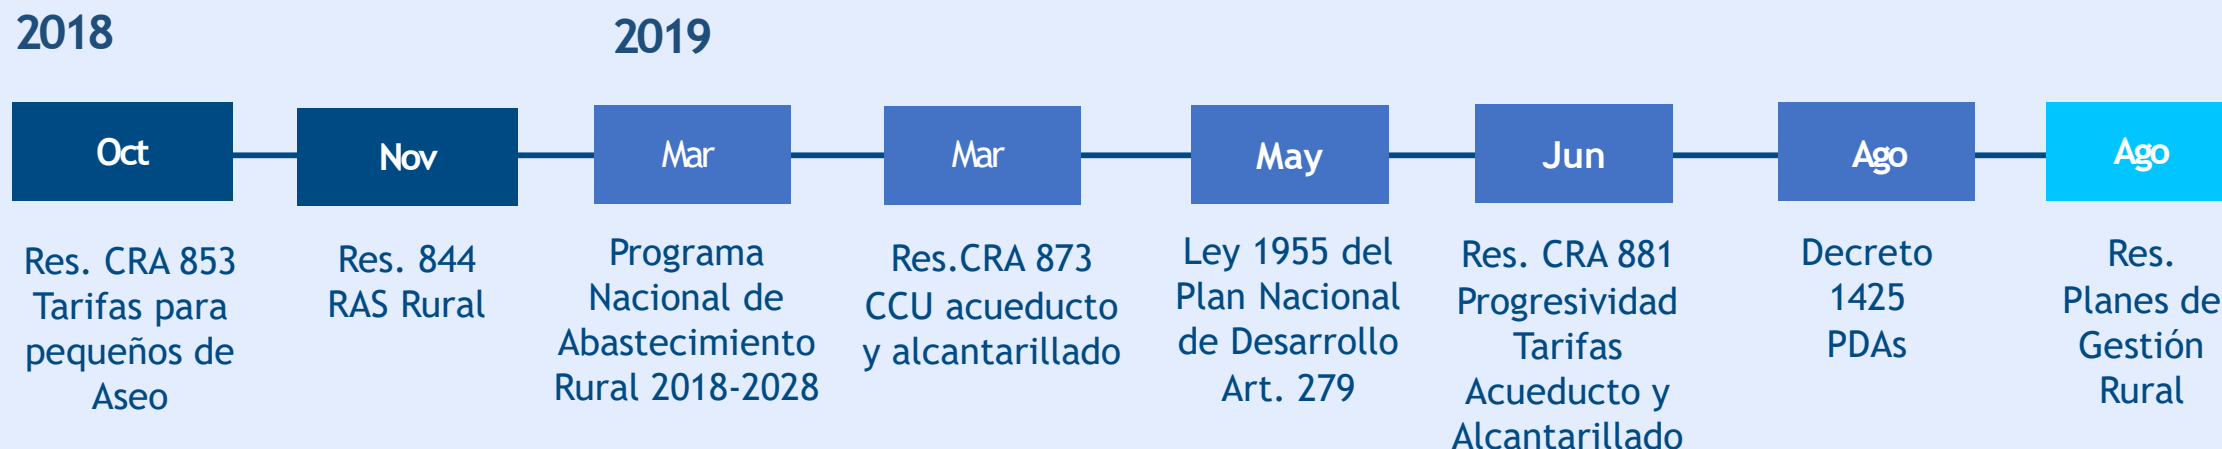 2018
2019
Oct
Nov
Mar
Mar
May
Jun
Ago
Ago
Res. CRA 853
Tarifas para
pequeños de
Aseo
Res. 844
RAS Rural
Programa
Nacional de
Abastecimiento
Rural 2018-2028
Res.CRA 873
CCU acueducto
y alcantarillado
Ley 1955 del
Plan Nacional
de Desarrollo
Art. 279
Res. CRA 881
Progresividad
Tarifas
Acueducto y
Alcantarillado
Decreto
1425
PDAs
Res.
Planes de
Gestión
Rural